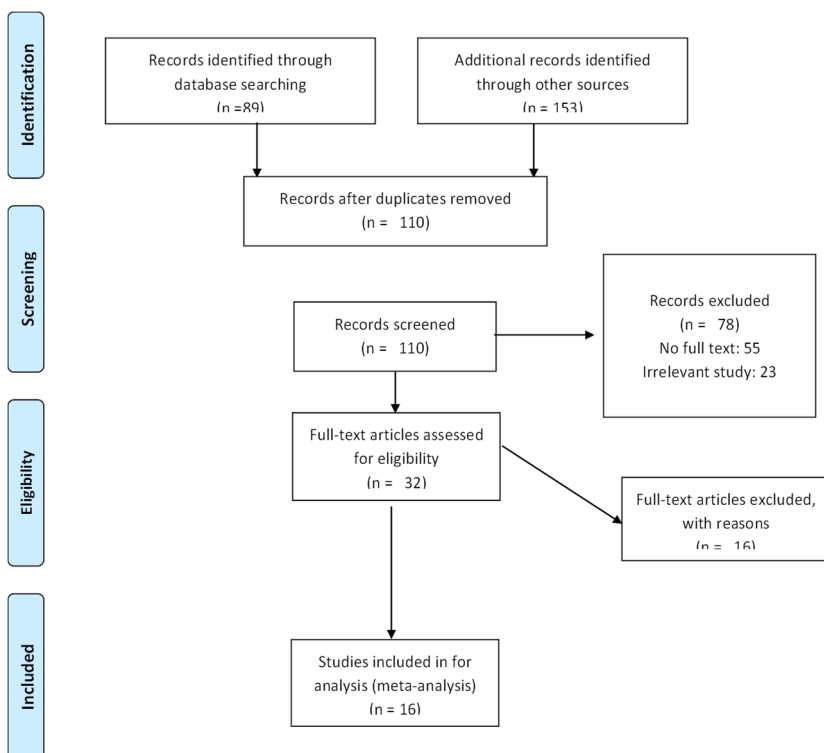 Identification
Records identified through
database searching
(n =89)
Additional records identified
through other sources
(n = 153)
Records after duplicates removed
(n = 110)
Screening
Records screened
(n = 110)
Records excluded
(n = 78)
No full text: 55
Irrelevant study: 23
Eligibility
Full-text articles assessed
for eligibility
(n = 32)
Full-text articles excluded,
with reasons
(n = 16)
Included
Studies included in for
analysis (meta-analysis)
(n = 16)